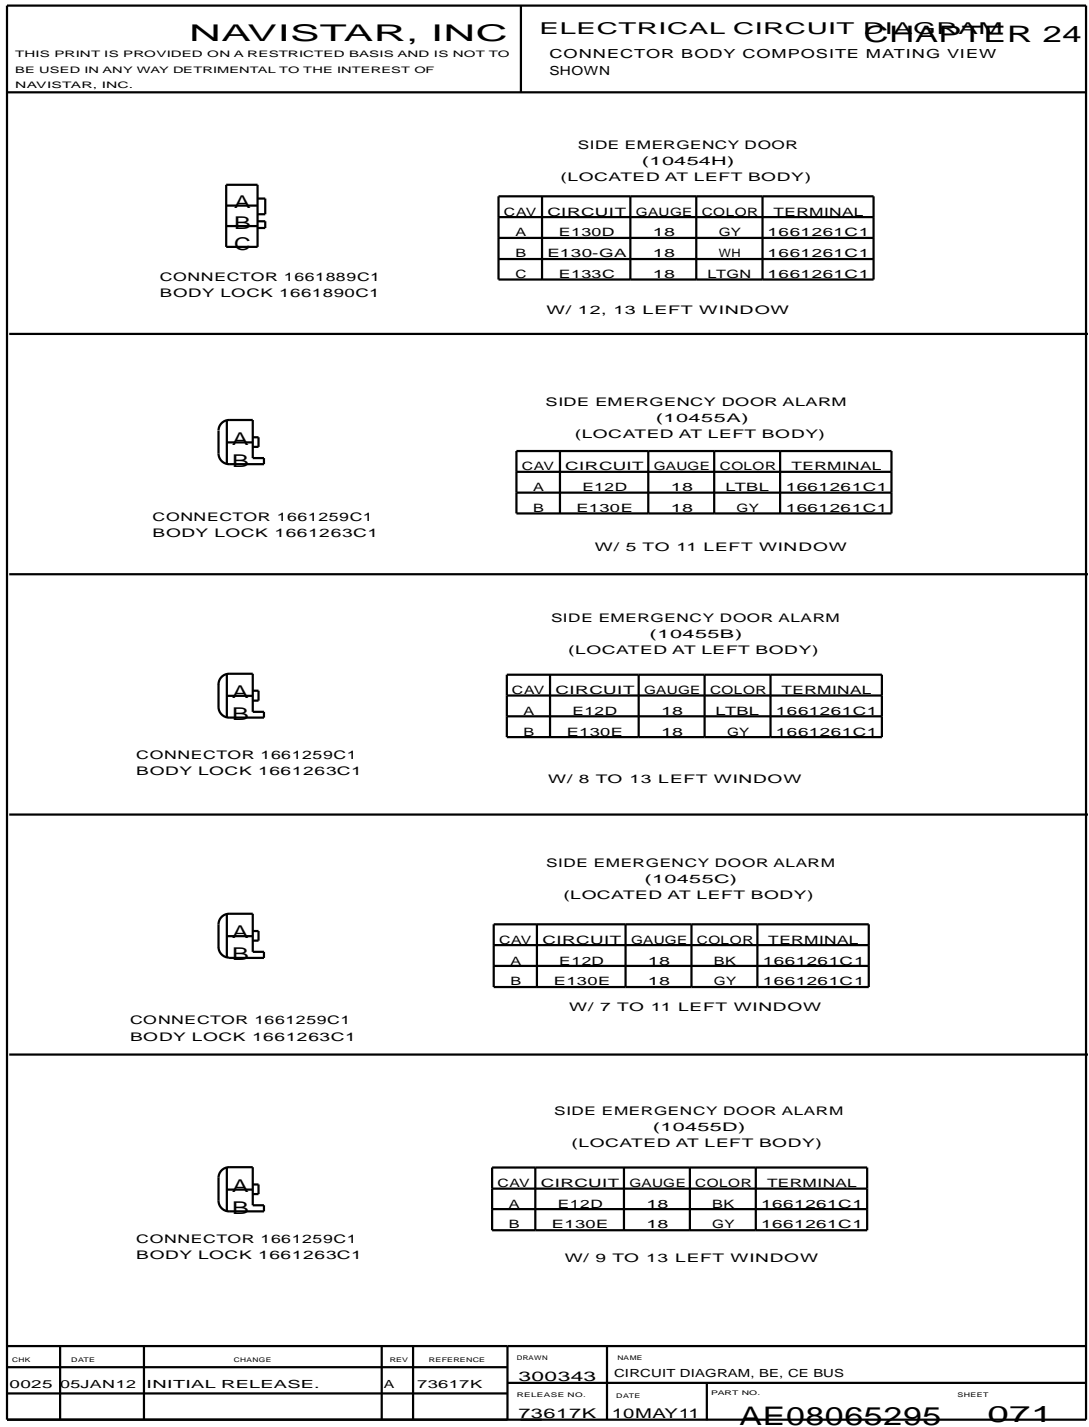 NAVISTAR, INC
THIS PRINT IS PROVIDED ON A RESTRICTED BASIS AND IS NOT TO
BE USED IN ANY WAY DETRIMENTAL TO THE INTEREST OF
NAVISTAR, INC.
ELECTRICAL CIRCUIT DIAGRAM
CHAPTER 24
CONNECTOR BODY COMPOSITE MATING VIEW
SHOWN
A
B
C
CONNECTOR 1661889C1
BODY LOCK 1661890C1
SIDE EMERGENCY DOOR
(10454H)
(LOCATED AT LEFT BODY)
CAV CIRCUIT GAUGE COLOR TERMINAL
A E130D 18 GY 1661261C1
B E130-GA 18 WH 1661261C1
C E133C 18 LTGN 1661261C1
W/ 12, 13 LEFT WINDOW
A
B
CONNECTOR 1661259C1
BODY LOCK 1661263C1
SIDE EMERGENCY DOOR ALARM
(10455A)
(LOCATED AT LEFT BODY)
CAV CIRCUIT GAUGE COLOR TERMINAL
A E12D 18 LTBL 1661261C1
B E130E 18 GY 1661261C1
W/ 5 TO 11 LEFT WINDOW
A
B
CONNECTOR 1661259C1
BODY LOCK 1661263C1
SIDE EMERGENCY DOOR ALARM
(10455B)
(LOCATED AT LEFT BODY)
CAV CIRCUIT GAUGE COLOR TERMINAL
A E12D 18 LTBL 1661261C1
B E130E 18 GY 1661261C1
W/ 8 TO 13 LEFT WINDOW
A
B
CONNECTOR 1661259C1
BODY LOCK 1661263C1
SIDE EMERGENCY DOOR ALARM
(10455C)
(LOCATED AT LEFT BODY)
CAV CIRCUIT GAUGE COLOR TERMINAL
A E12D 18 BK 1661261C1
B E130E 18 GY 1661261C1
W/ 7 TO 11 LEFT WINDOW
A
B
CONNECTOR 1661259C1
BODY LOCK 1661263C1
SIDE EMERGENCY DOOR ALARM
(10455D)
(LOCATED AT LEFT BODY)
CAV CIRCUIT GAUGE COLOR TERMINAL
A E12D 18 BK 1661261C1
B E130E 18 GY 1661261C1
W/ 9 TO 13 LEFT WINDOW
CHK DATE CHANGE REV REFERENCE
0025 05JAN12 INITIAL RELEASE. A 73617K
DRAWN
300343
NAME
CIRCUIT DIAGRAM, BE, CE BUS
RELEASE NO.
73617K
DATE
10MAY11
PART NO.
AE08065295
SHEET
071